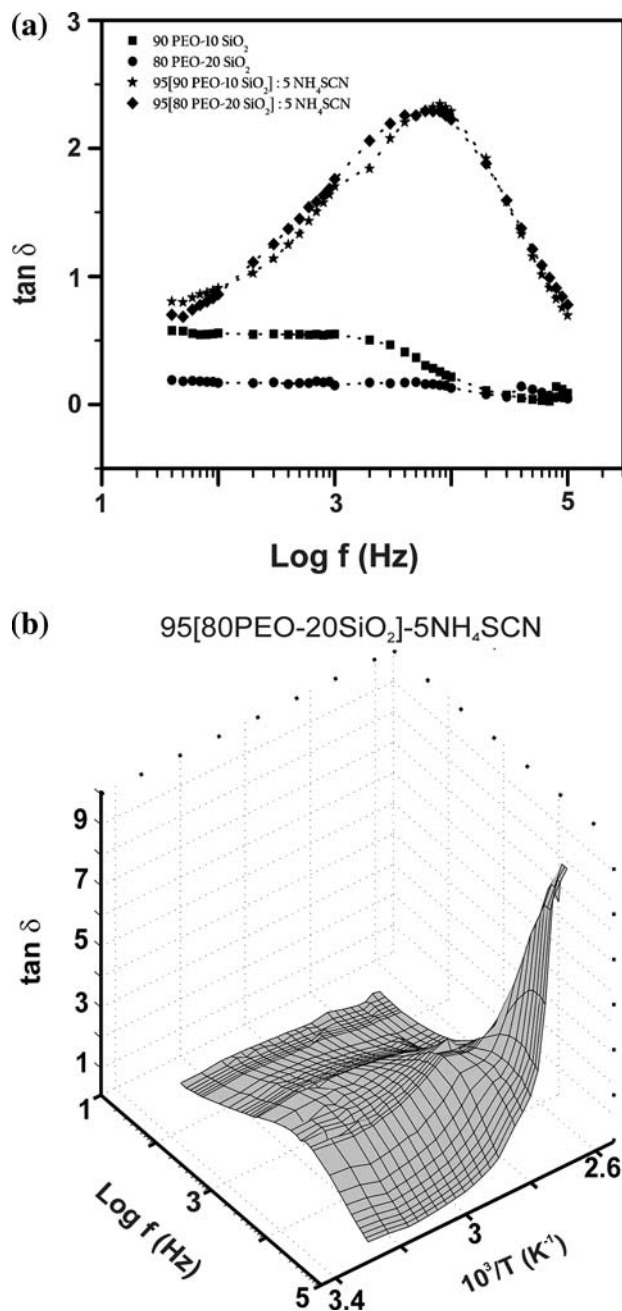 (a)
3
2
1
0
tan δ
90 PEO-10 SiO₂
80 PEO-20 SiO₂
95[90 PEO-10 SiO₂] : 5 NH₄SCN
95[80 PEO-20 SiO₂] : 5 NH₄SCN
1 3 5
Log f (Hz)
(b)
95[80PEO-20SiO₂]-5NH₄SCN
9
7
5
3
1
tan δ
1
3
5
Log f (Hz)
3.4
3
2.6
10³/T (K⁻¹)